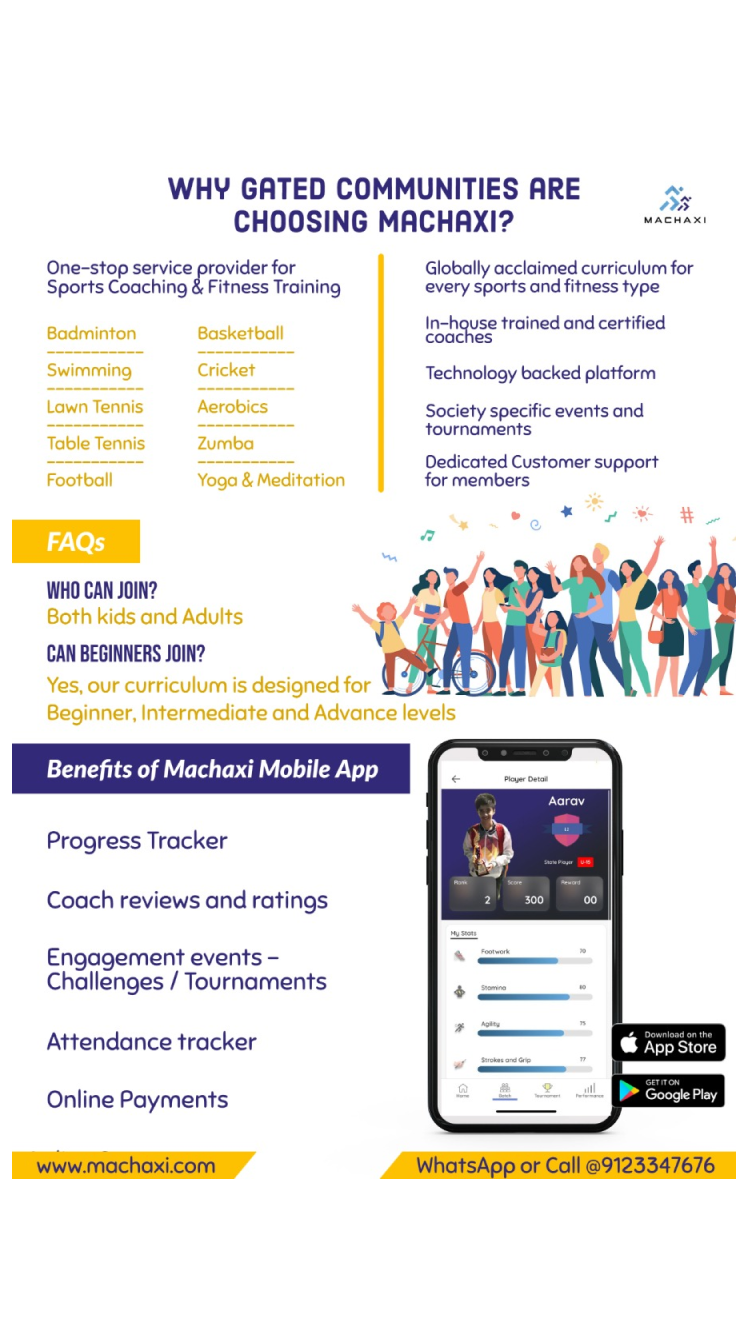 WHY GATED COMMUNITIES ARE
CHOOSING MACHAXI?
MACHAXI
One-stop service provider for
Sports Coaching & Fitness Training
Badminton
Swimming
Lawn Tennis
Table Tennis
Football
Basketball
Cricket
Aerobics
Zumba
Yoga & Meditation
Globally acclaimed curriculum for
every sports and fitness type
In-house trained and certified
coaches
Technology backed platform
Society specific events and
tournaments
Dedicated Customer support
for members
FAQs
WHO CAN JOIN?
Both kids and Adults
CAN BEGINNERS JOIN?
Yes, our curriculum is designed for
Beginner, Intermediate and Advance levels
Benefits of Machaxi Mobile App
Progress Tracker
Coach reviews and ratings
Engagement events –
Challenges / Tournaments
Attendance tracker
Online Payments
Player Detail
Aarav
State Player U-15
Rank
2
Score
300
Reward
00
My Stats
Footwork 70
Stamina 80
Agility 75
Strokes and Grip 77
Home
Tournament
Performance
Download on the
App Store
GET IT ON
Google Play
www.machaxi.com
WhatsApp or Call @9123347676